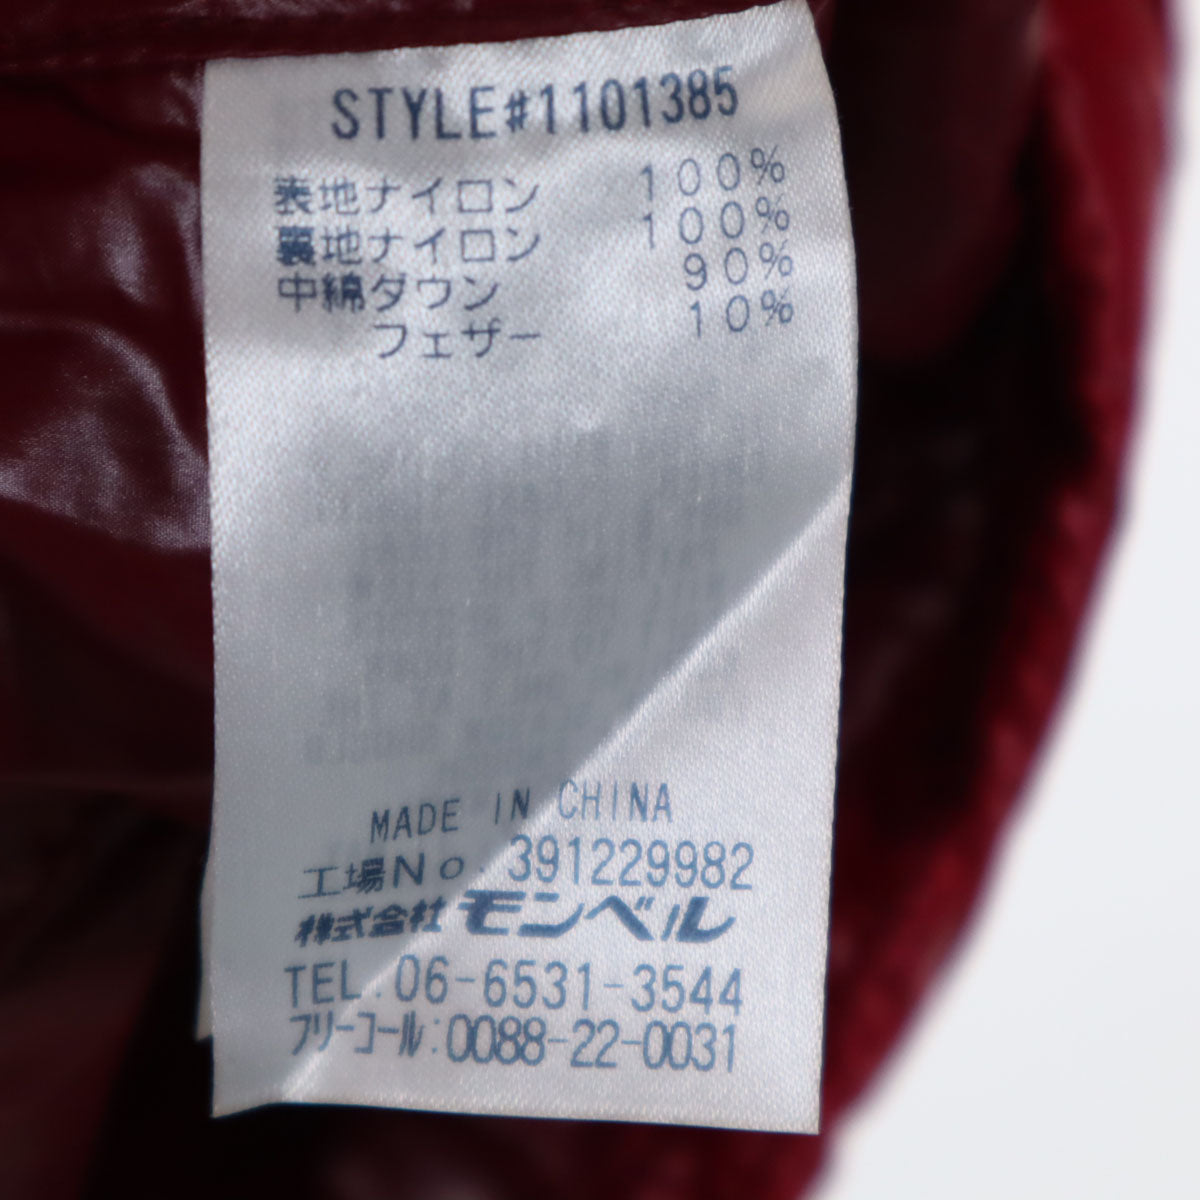 STYLE#1101385
表地ナイロン 100%
裏地ナイロン 100%
中綿ダウン 90%
フェザー 10%
MADE IN CHINA
工場No. 391229982
株式会社 モンベル
TEL.06-6531-3544
フリーコール:0088-22-0031